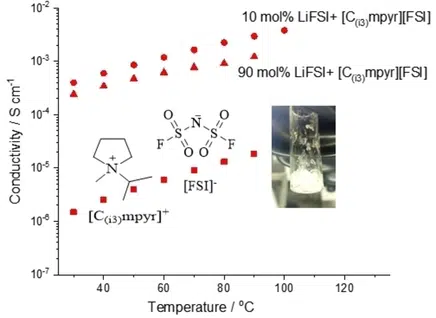 10⁻²
10⁻³
10⁻⁴
10⁻⁵
10⁻⁶
10⁻⁷
Conductivity / S cm⁻¹
10 mol% LiFSI+ [C₍ᵢ₃₎mpyr][FSI]
90 mol% LiFSI+ [C₍ᵢ₃₎mpyr][FSI]
O N̄ O
F S S F
O O
N⁺
[FSI]⁻
[C₍ᵢ₃₎mpyr]⁺
40 60 80 100 120
Temperature / °C